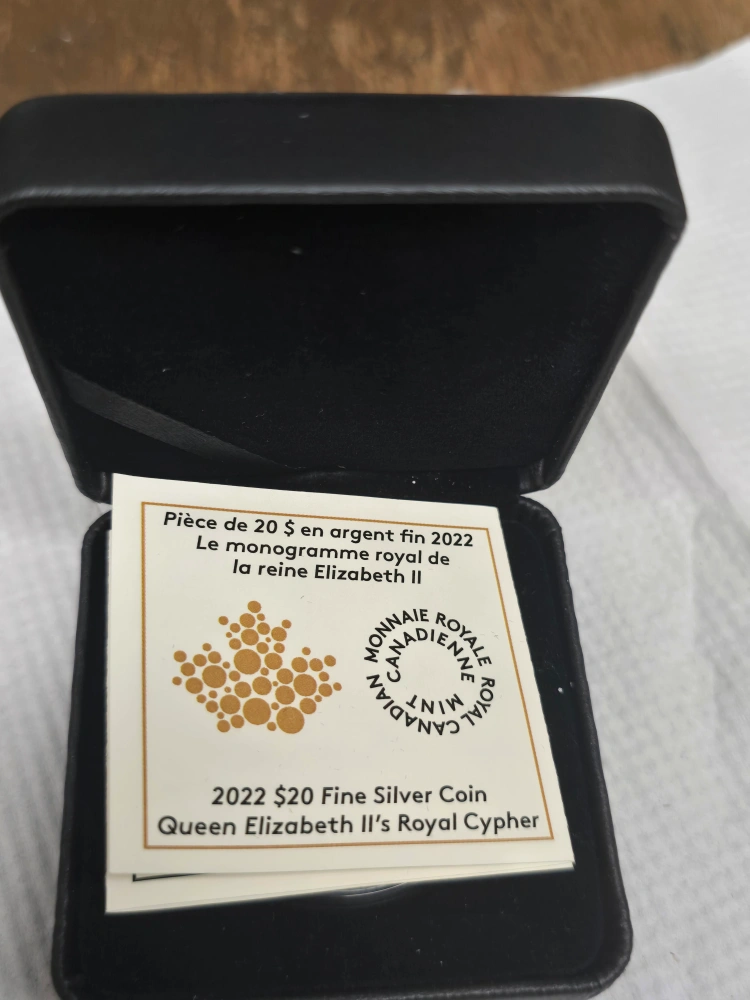 Pièce de 20 $ en argent fin 2022
Le monogramme royal de
la reine Elizabeth II
MONNAIE ROYALE CANADIENNE
ROYAL CANADIAN MINT
2022 $20 Fine Silver Coin
Queen Elizabeth II's Royal Cypher